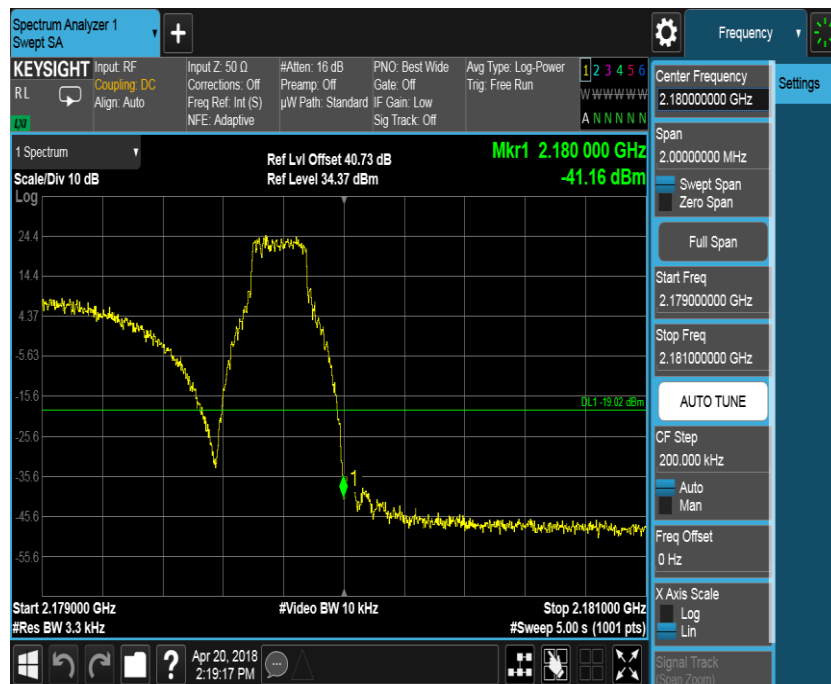 Spectrum Analyzer 1
Swept SA
Frequency
KEYSIGHT
RL
LXI
Input: RF
Coupling: DC
Align: Auto
Input Z: 50 Ω
Corrections: Off
Freq Ref: Int (S)
NFE: Adaptive
#Atten: 16 dB
Preamp: Off
µW Path: Standard
PNO: Best Wide
Gate: Off
IF Gain: Low
Sig Track: Off
Avg Type: Log-Power
Trig: Free Run
1 2 3 4 5 6
W W W W W W
A N N N N N
Center Frequency
2.180000000 GHz
Settings
Span
2.00000000 MHz
Swept Span
Zero Span
Full Span
Start Freq
2.179000000 GHz
Stop Freq
2.181000000 GHz
AUTO TUNE
CF Step
200.000 kHz
Auto
Man
Freq Offset
0 Hz
X Axis Scale
Log
Lin
Signal Track
(Span Zoom)
1 Spectrum
Scale/Div 10 dB
Log
Ref Lvl Offset 40.73 dB
Ref Level 34.37 dBm
Mkr1 2.180 000 GHz
-41.16 dBm
24.4
14.4
4.37
-5.63
-15.6
-25.6
-35.6
-45.6
-55.6
DL1 -19.02 dBm
1
Start 2.179000 GHz
#Res BW 3.3 kHz
#Video BW 10 kHz
Stop 2.181000 GHz
#Sweep 5.00 s (1001 pts)
?
Apr 20, 2018
2:19:17 PM